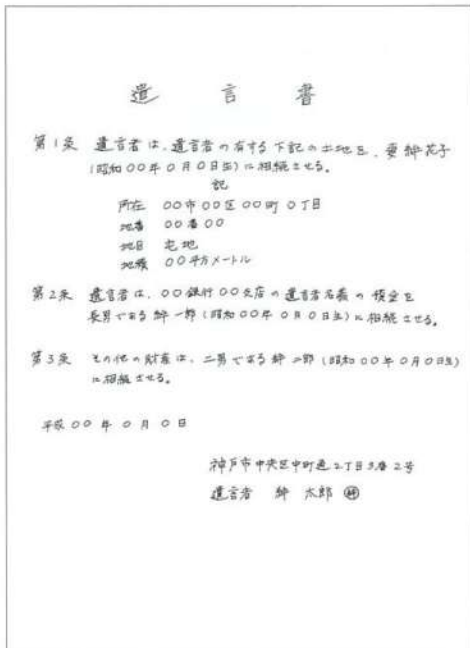 遺言書
第1条 遺言者は、遺言者の有する下記の土地を、妻絆花子
(昭和00年0月0日生)に相続させる。
記
所在 00市00区00町0丁目
地番 00番00
地目 宅地
地積 00平方メートル
第2条 遺言者は、00銀行00支店の遺言者名義の預金を
長男である絆一郎(昭和00年0月0日生)に相続させる。
第3条 その他の財産は、二男である絆二郎(昭和00年0月0日生)
に相続させる。
平成00年0月0日
神戸市中央区中町通2丁目3番2号
遺言者 絆 太郎 ㊞